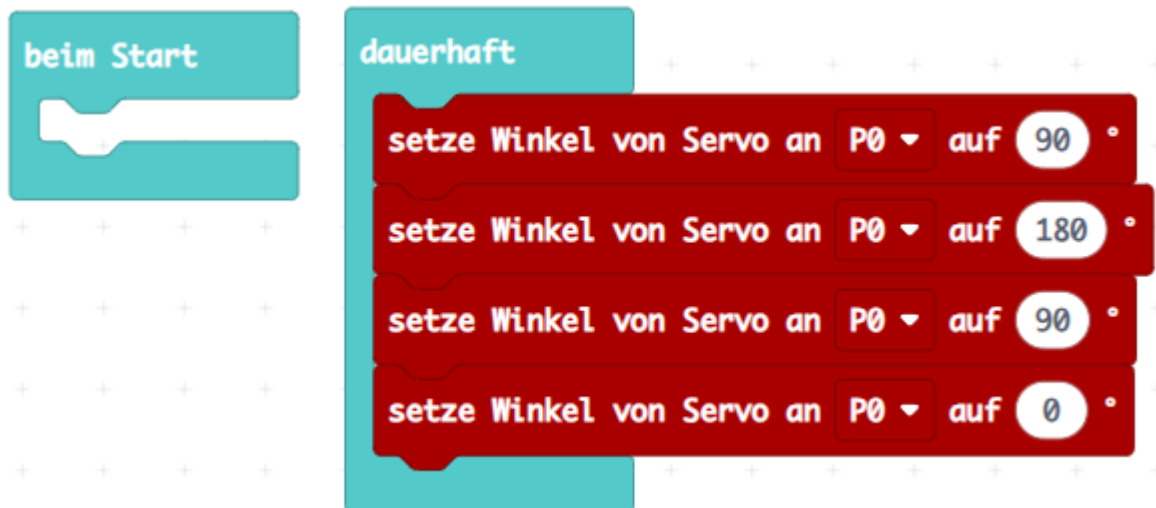 beim Start
dauerhaft
setze Winkel von Servo an P0 auf 90 °
setze Winkel von Servo an P0 auf 180 °
setze Winkel von Servo an P0 auf 90 °
setze Winkel von Servo an P0 auf 0 °